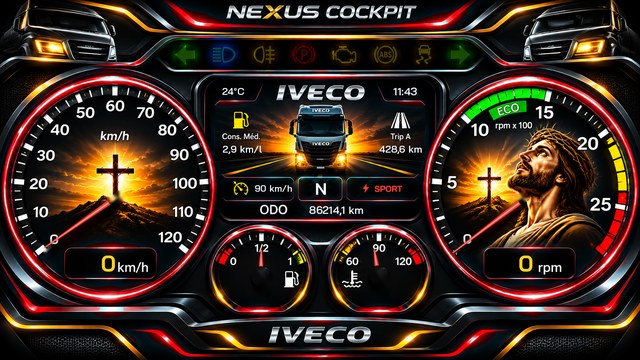 NEXUS COCKPIT
P
ABS
24°C
IVECO
11:43
Cons. Méd.
2,9 km/l
IVECO
Trip A
428,6 km
90 km/h
N
SPORT
ODO 86214,1 km
km/h
0
10
20
30
40
50
60
70
80
90
100
110
120
0 km/h
ECO
rpm x 100
0
5
10
15
20
25
0 rpm
0
1/2
1
60
90
120
IVECO